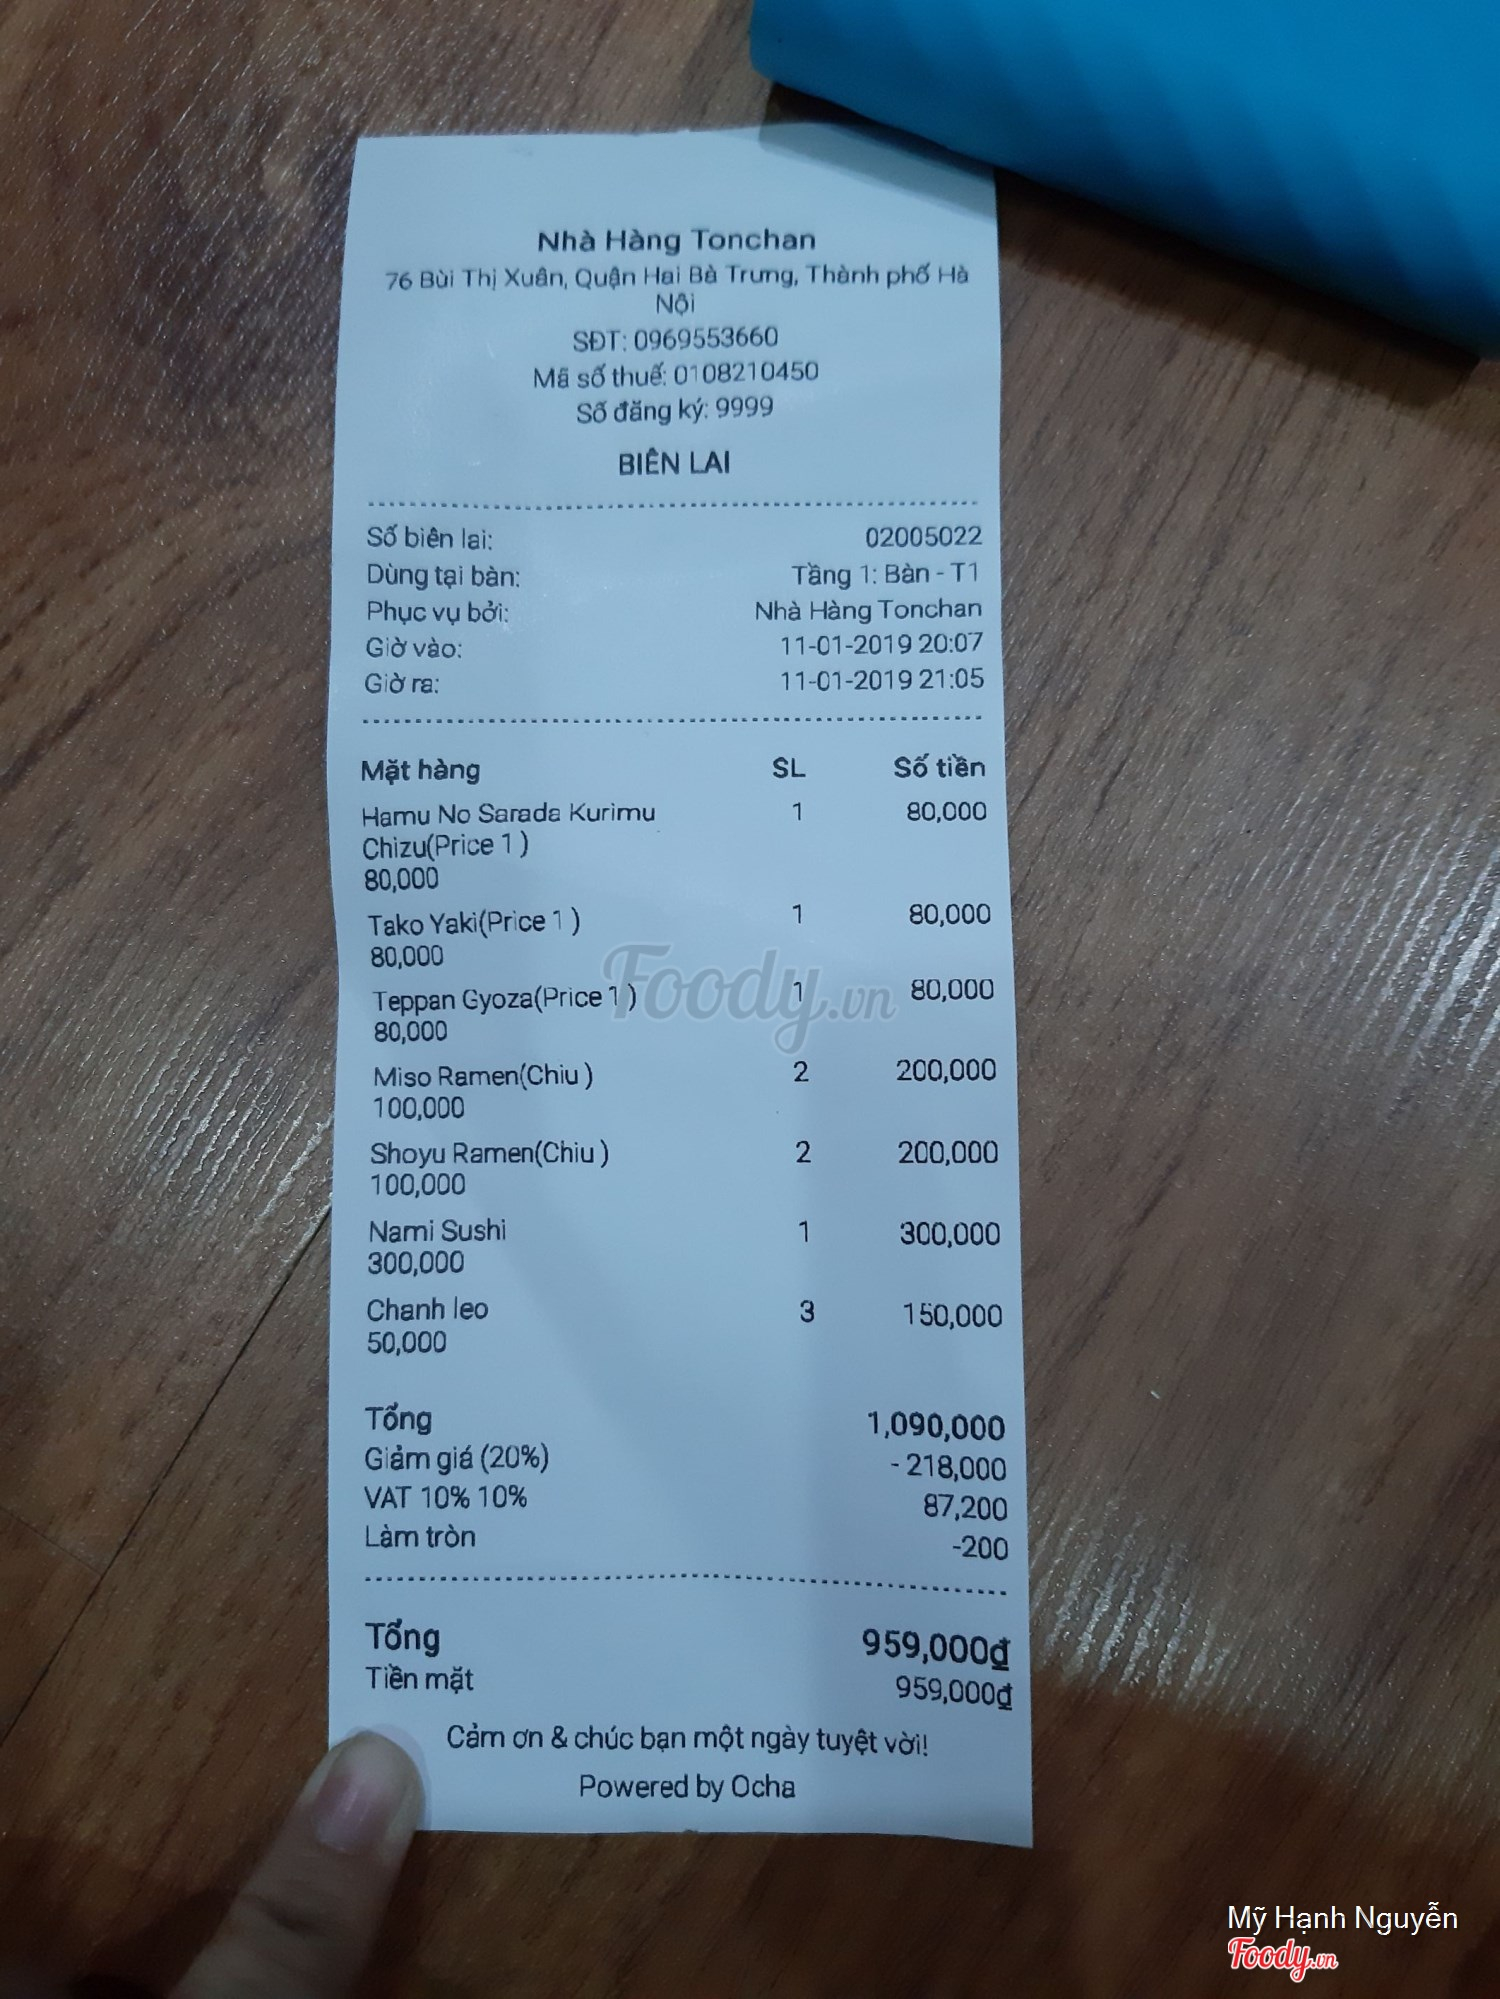 Nhà Hàng Tonchan
76 Bùi Thị Xuân, Quận Hai Bà Trưng, Thành phố Hà
Nội
SĐT: 0969553660
Mã số thuế: 0108210450
Số đăng ký: 9999
BIÊN LAI
Số biên lai: 02005022
Dùng tại bàn: Tầng 1: Bàn - T1
Phục vụ bởi: Nhà Hàng Tonchan
Giờ vào: 11-01-2019 20:07
Giờ ra: 11-01-2019 21:05
Mặt hàng SL Số tiền
Hamu No Sarada Kurimu 1 80,000
Chizu(Price 1 )
80,000
Tako Yaki(Price 1 ) 1 80,000
80,000
Teppan Gyoza(Price 1 ) 1 80,000
80,000
Foody.vn
Miso Ramen(Chiu ) 2 200,000
100,000
Shoyu Ramen(Chiu ) 2 200,000
100,000
Nami Sushi 1 300,000
300,000
Chanh leo 3 150,000
50,000
Tổng 1,090,000
Giảm giá (20%) - 218,000
VAT 10% 10% 87,200
Làm tròn -200
Tổng 959,000₫
Tiền mặt 959,000₫
Cảm ơn & chúc bạn một ngày tuyệt vời!
Powered by Ocha
Mỹ Hạnh Nguyễn
Foody.vn